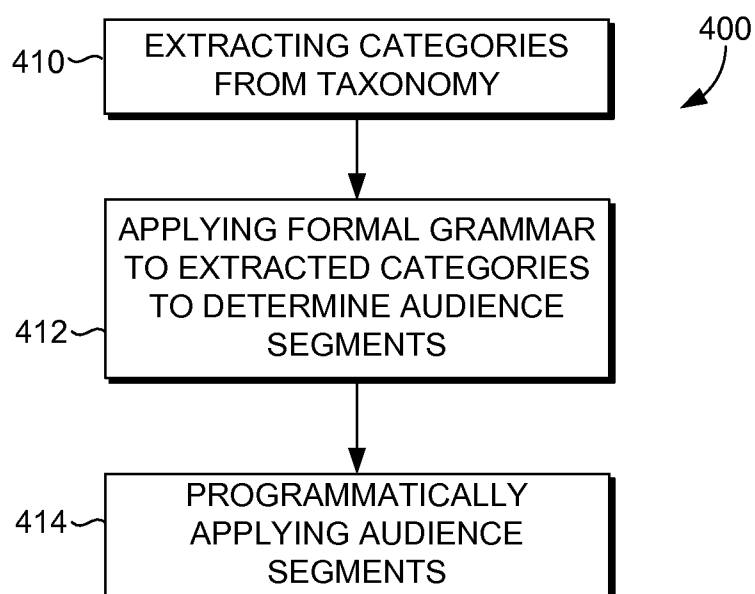 400
410
EXTRACTING CATEGORIES
FROM TAXONOMY
412
APPLYING FORMAL GRAMMAR
TO EXTRACTED CATEGORIES
TO DETERMINE AUDIENCE
SEGMENTS
414
PROGRAMMATICALLY
APPLYING AUDIENCE
SEGMENTS